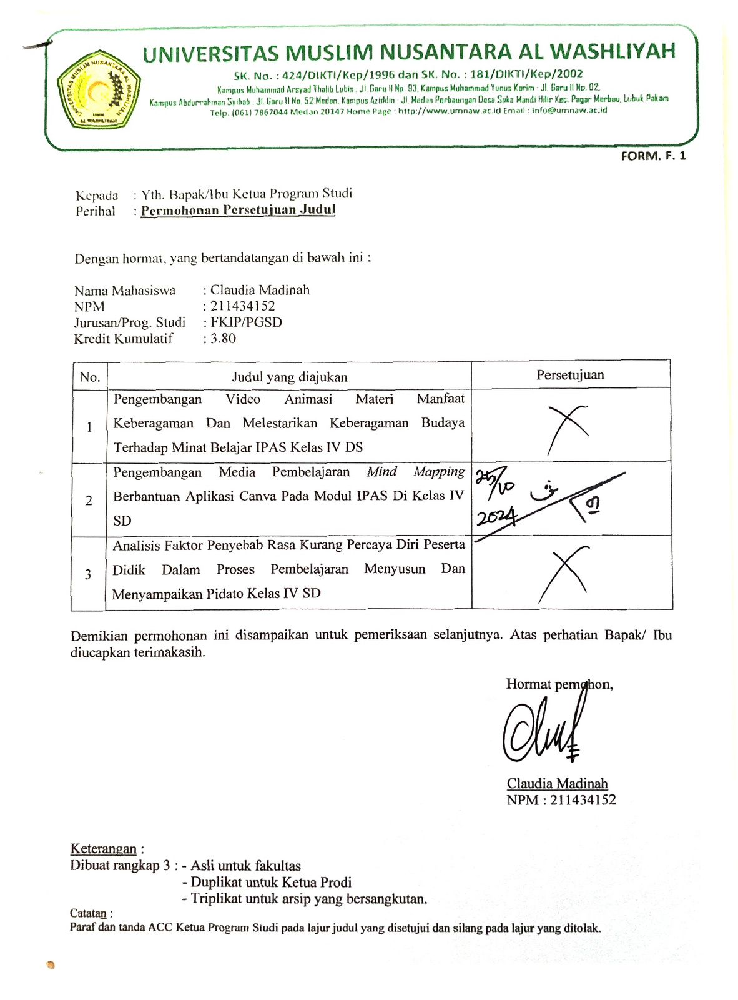 UNIVERSITAS MUSLIM NUSANTARA AL WASHLIYAH
SK. No. : 424/DIKTI/Kep/1996 dan SK. No. : 181/DIKTI/Kep/2002
Kampus Muhammad Arsyad Thalib Lubis : Jl. Garu II No. 93, Kampus Muhammad Yunus Karim : Jl. Garu II No. 02,
Kampus Abdurrahman Syihab : Jl. Garu II No. 52 Medan, Kampus Aziddin : Jl. Medan Perbaungan Desa Suka Mandi Hilir Kec. Pagar Merbau, Lubuk Pakam
Telp. (061) 7867044 Medan 20147 Home Page : http://www.umnaw.ac.id Email : info@umnaw.ac.id
UNIVERSITAS MUSLIM NUSANTARA AL WASHLIYAH
UMN
AL WASHLIYAH
FORM. F. 1
Kepada : Yth. Bapak/Ibu Ketua Program Studi
Perihal : Permohonan Persetujuan Judul
Dengan hormat, yang bertandatangan di bawah ini :
Nama Mahasiswa : Claudia Madinah
NPM : 211434152
Jurusan/Prog. Studi : FKIP/PGSD
Kredit Kumulatif : 3.80
No. Judul yang diajukan Persetujuan
1 Pengembangan Video Animasi Materi Manfaat
Keberagaman Dan Melestarikan Keberagaman Budaya
Terhadap Minat Belajar IPAS Kelas IV DS
2 Pengembangan Media Pembelajaran Mind Mapping
Berbantuan Aplikasi Canva Pada Modul IPAS Di Kelas IV
SD
25/10
2024
3 Analisis Faktor Penyebab Rasa Kurang Percaya Diri Peserta
Didik Dalam Proses Pembelajaran Menyusun Dan
Menyampaikan Pidato Kelas IV SD
Demikian permohonan ini disampaikan untuk pemeriksaan selanjutnya. Atas perhatian Bapak/ Ibu
diucapkan terimakasih.
Hormat pemohon,
Claudia Madinah
NPM : 211434152
Keterangan :
Dibuat rangkap 3 : - Asli untuk fakultas
- Duplikat untuk Ketua Prodi
- Triplikat untuk arsip yang bersangkutan.
Catatan :
Paraf dan tanda ACC Ketua Program Studi pada lajur judul yang disetujui dan silang pada lajur yang ditolak.